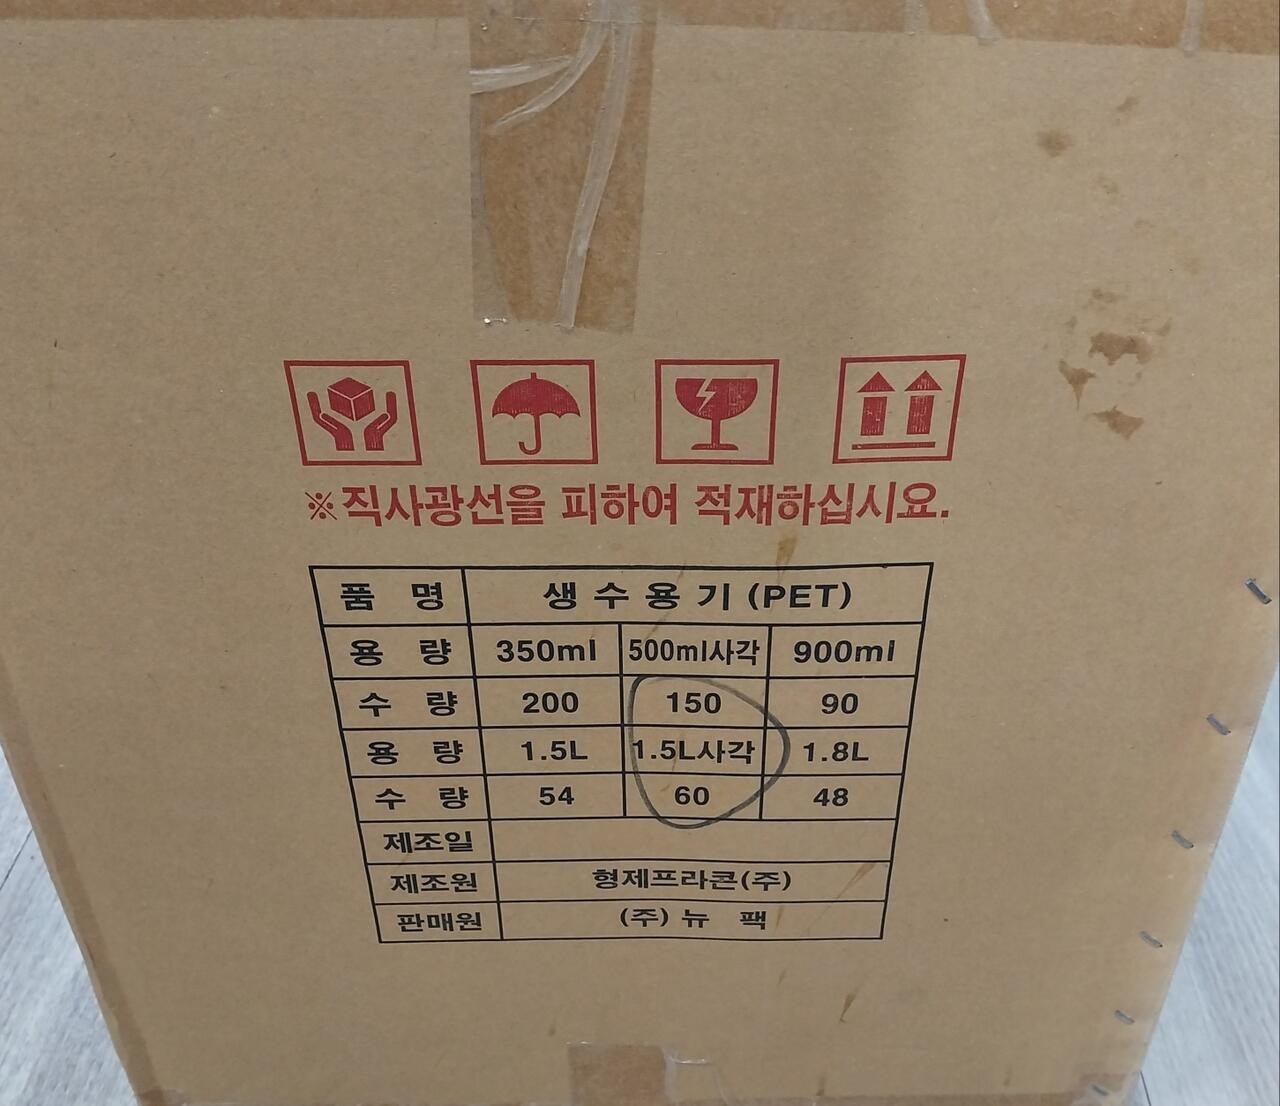 ※직사광선을 피하여 적재하십시요.
품 명 생 수 용 기 (PET)
용 량 350ml 500ml사각 900ml
수 량 200 150 90
용 량 1.5L 1.5L사각 1.8L
수 량 54 60 48
제조일
제조원 형제프라콘(주)
판매원 (주) 뉴 팩